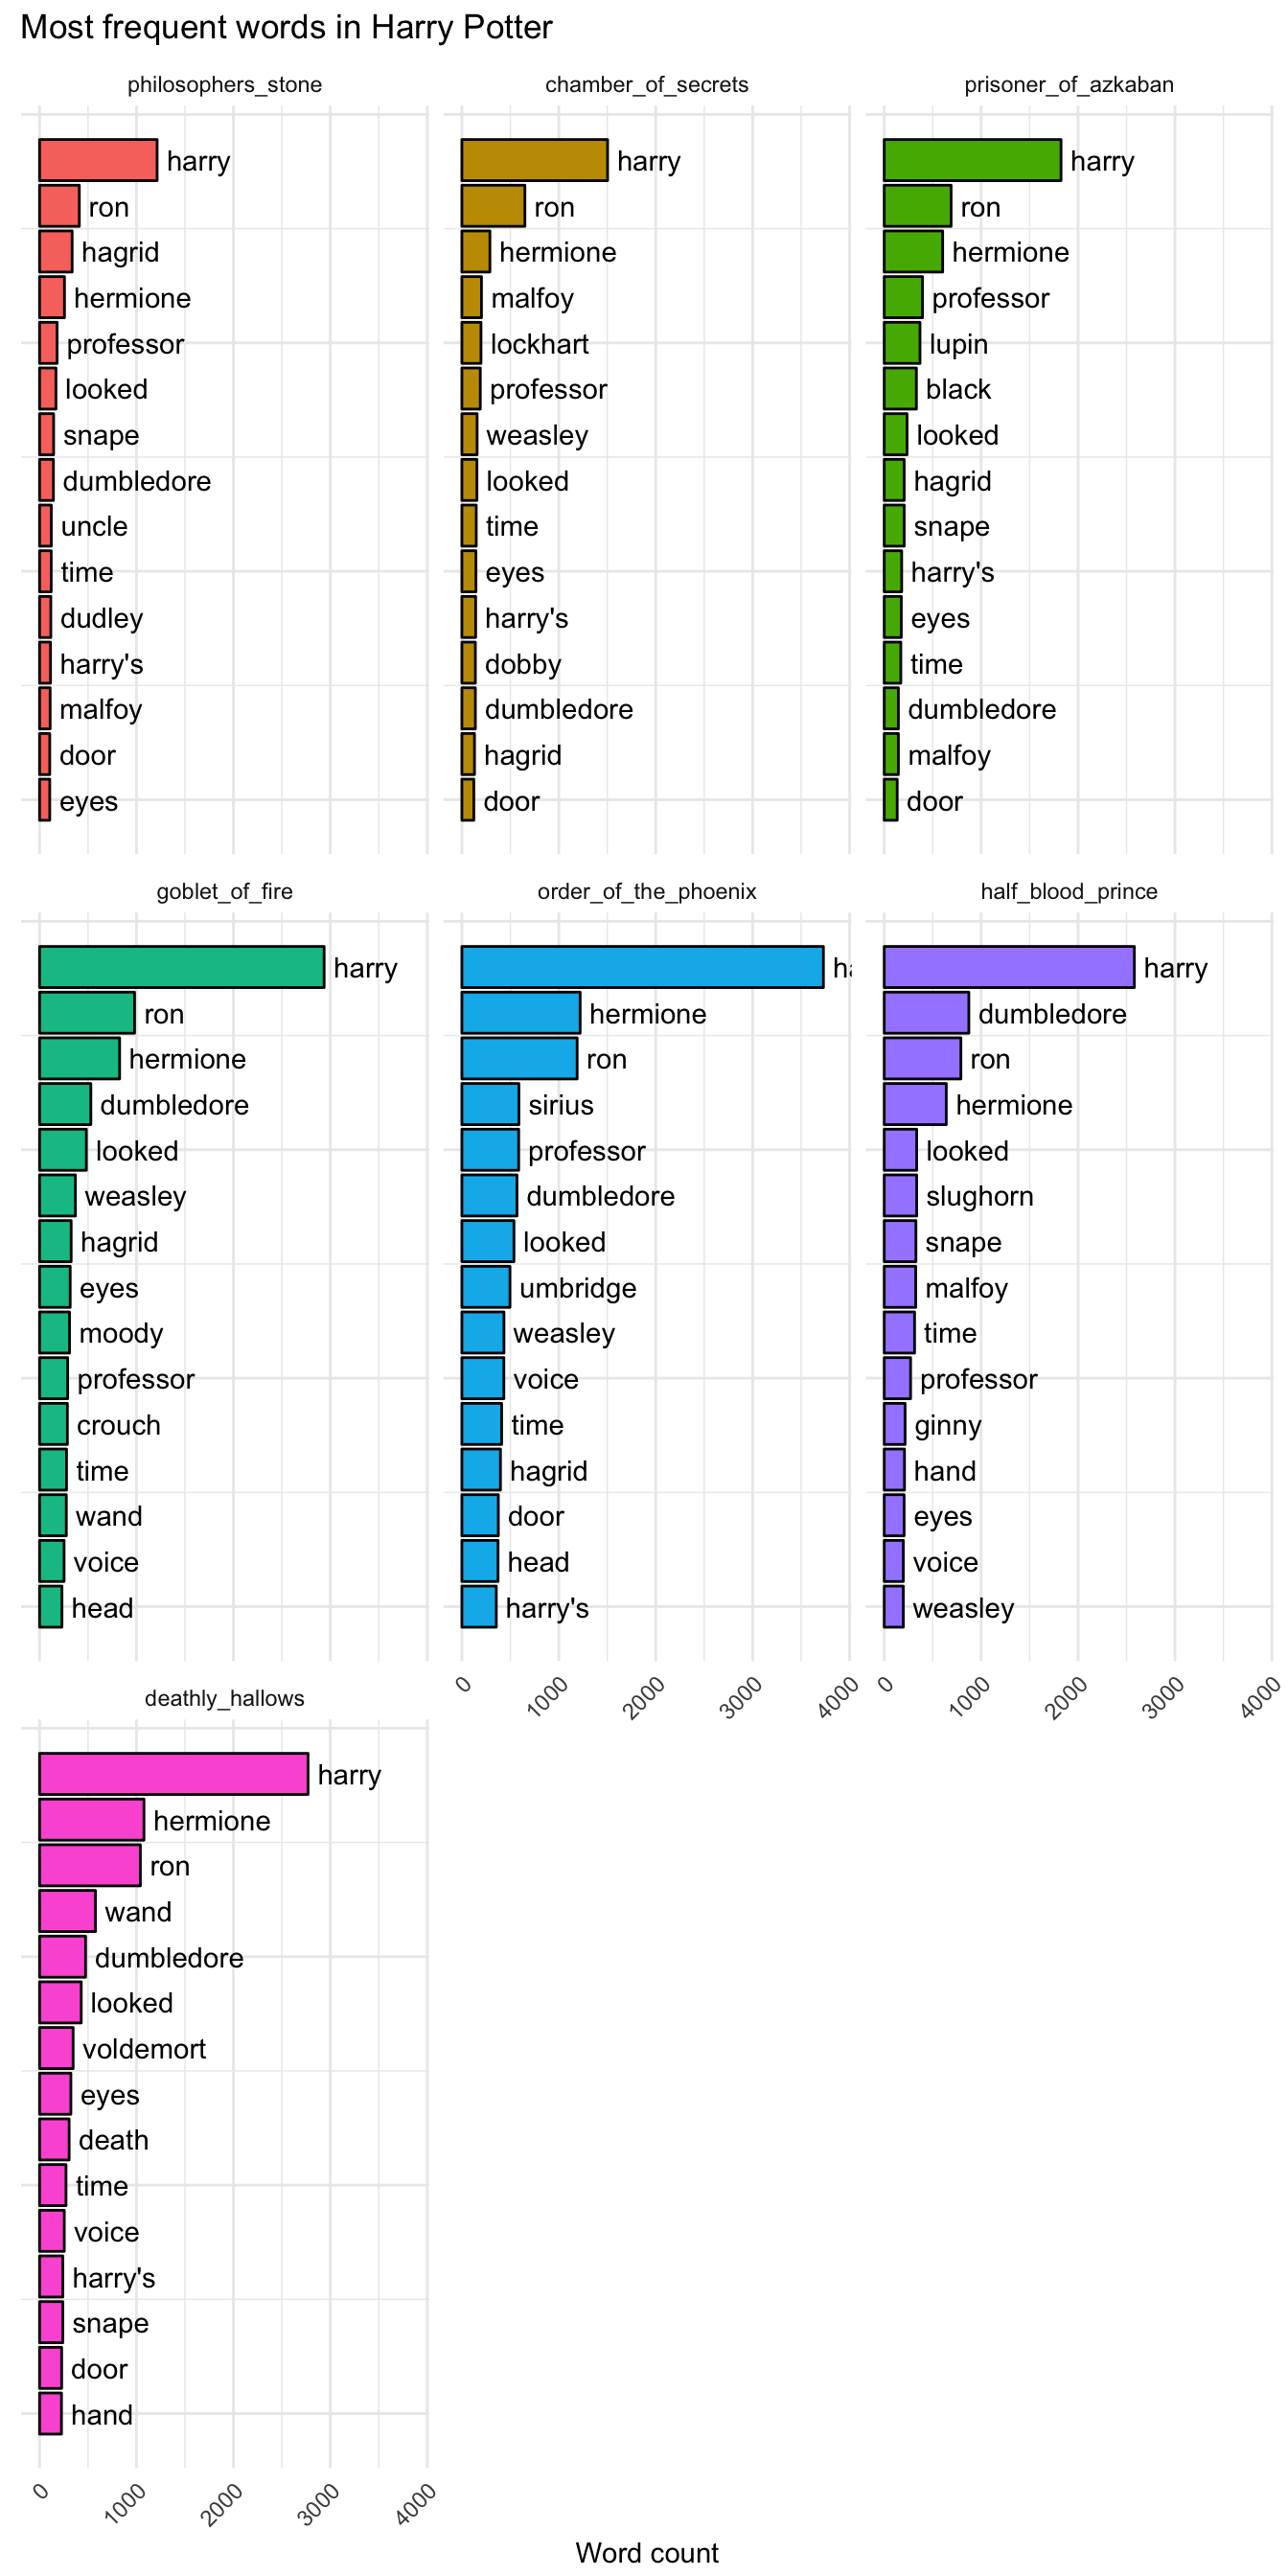 Most frequent words in Harry Potter
philosophers_stone
harry
ron
hagrid
hermione
professor
looked
snape
dumbledore
uncle
time
dudley
harry's
malfoy
door
eyes
chamber_of_secrets
harry
ron
hermione
malfoy
lockhart
professor
weasley
looked
time
eyes
harry's
dobby
dumbledore
hagrid
door
prisoner_of_azkaban
harry
ron
hermione
professor
lupin
black
looked
hagrid
snape
harry's
eyes
time
dumbledore
malfoy
door
goblet_of_fire
harry
ron
hermione
dumbledore
looked
weasley
hagrid
eyes
moody
professor
crouch
time
wand
voice
head
order_of_the_phoenix
hermione
ron
sirius
professor
dumbledore
looked
umbridge
weasley
voice
time
hagrid
door
head
harry's
0 1000 2000 3000 4000
half_blood_prince
harry
dumbledore
ron
hermione
looked
slughorn
snape
malfoy
time
professor
ginny
hand
eyes
voice
weasley
0 1000 2000 3000 4000
deathly_hallows
harry
hermione
ron
wand
dumbledore
looked
voldemort
eyes
death
time
voice
harry's
snape
door
hand
0 1000 2000 3000 4000
Word count